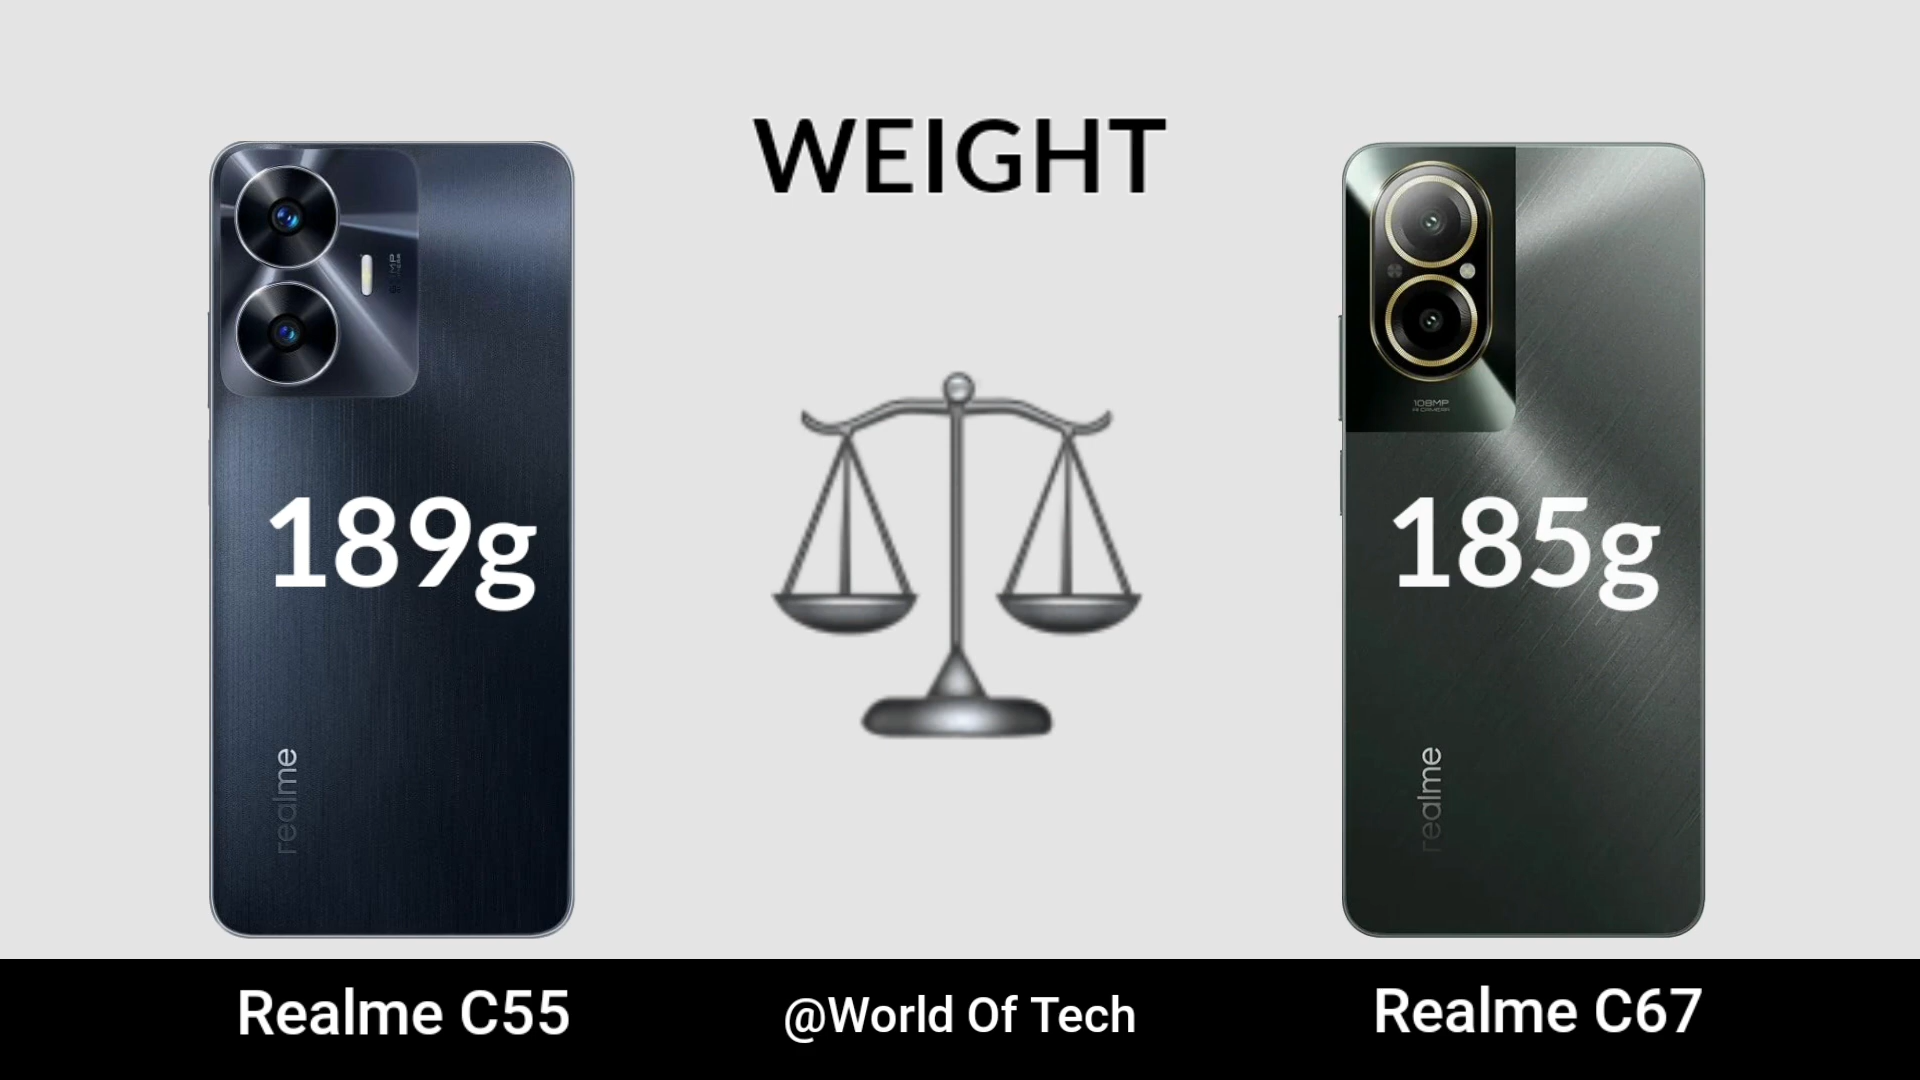 WEIGHT
108MP
189g
185g
realme
realme
Realme C55
@World Of Tech
Realme C67